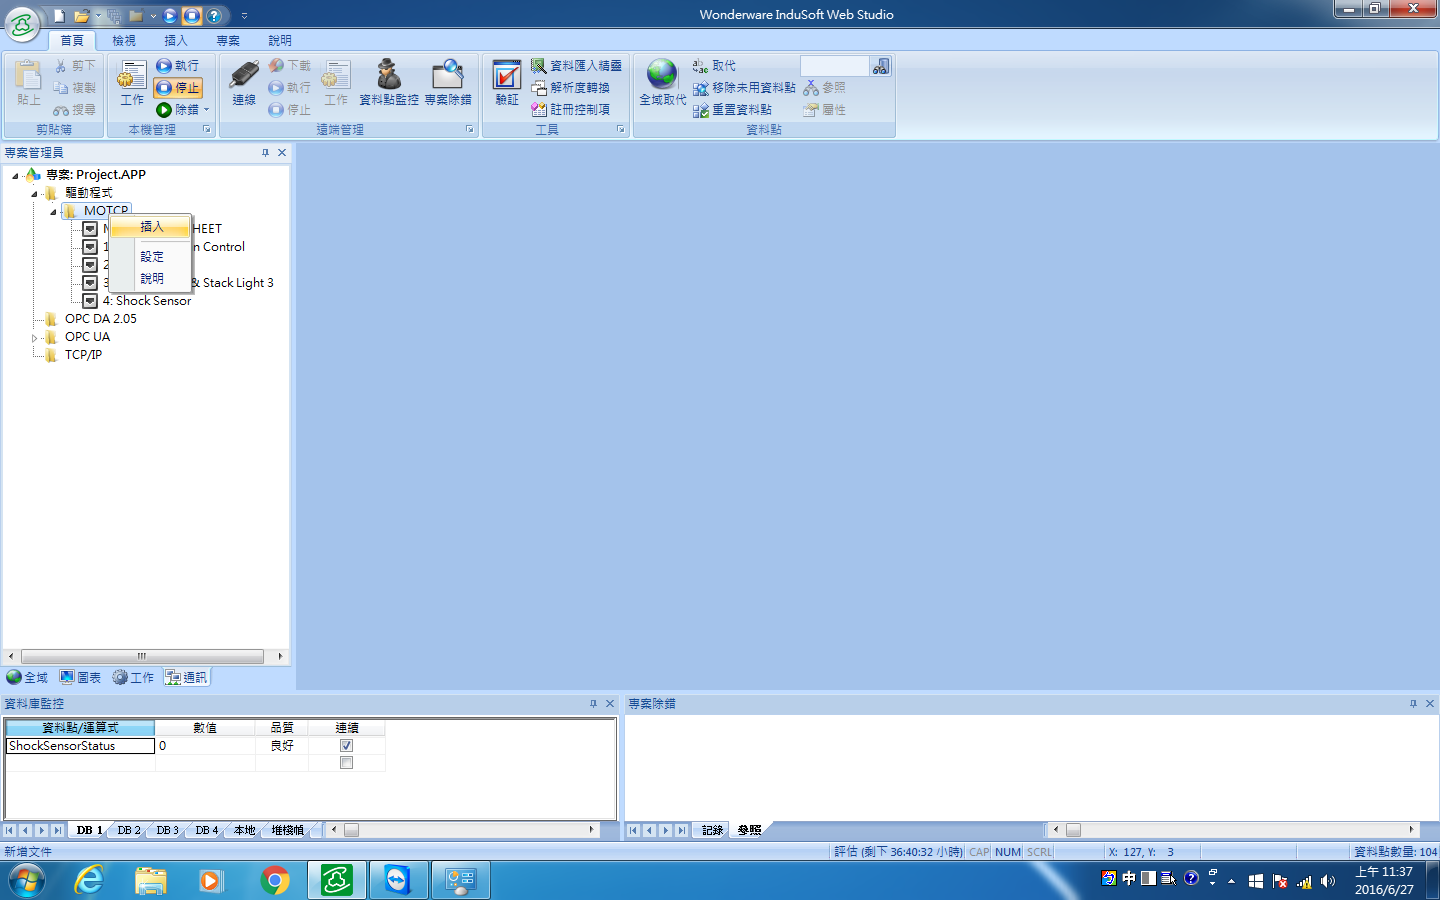 Wonderware InduSoft Web Studio
首頁 檢視 插入 專案 說明
貼上 剪下 複製 搜尋
剪貼簿
工作 執行 停止 除錯
本機管理
連線 下載 執行 停止 工作 資料點監控 專案除錯
遠端管理
驗証 資料匯入精靈 解析度轉換 註冊控制項
工具
全域取代 取代 移除未用資料點 重置資料點 參照 屬性
資料點
專案管理員
專案: Project.APP
驅動程式
MOTCP
插入
HEET
n Control
設定
說明
& Stack Light 3
4: Shock Sensor
OPC DA 2.05
OPC UA
TCP/IP
全域 圖表 工作 通訊
資料庫監控
資料點/運算式 數值 品質 連續
ShockSensorStatus 0 良好
DB 1 DB 2 DB 3 DB 4 本地 堆棧幀
專案除錯
記錄 參照
新增文件
評估 (剩下 36:40:32 小時) CAP NUM SCRL X: 127, Y: 3 資料點數量: 104
中
上午 11:37
2016/6/27